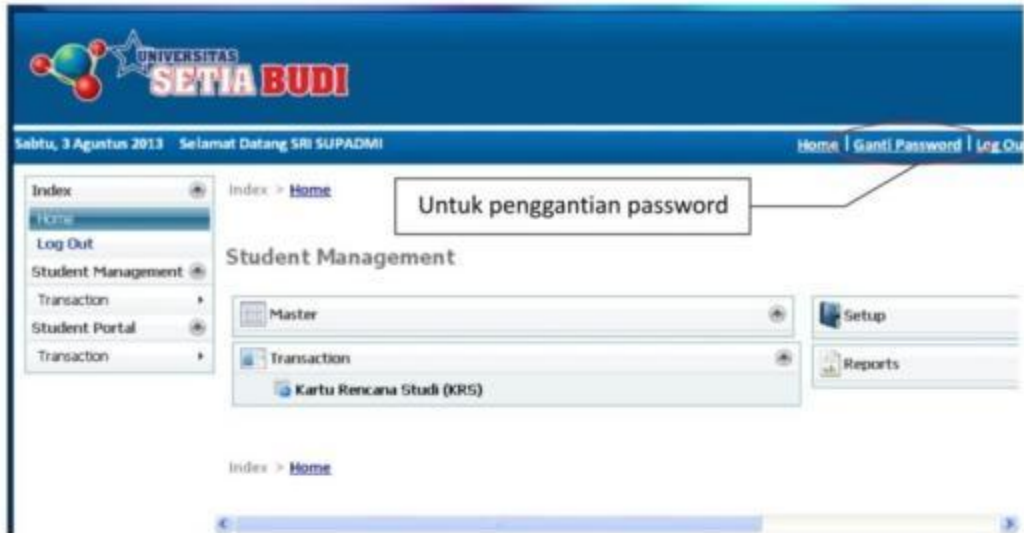 UNIVERSITAS
SETIA BUDI
Sabtu, 3 Agustus 2013 Selamat Datang SRI SUPADMI
Home | Ganti Password | Log Ou
Index
Home
Log Out
Student Management
Transaction
Student Portal
Transaction
Index > Home
Untuk penggantian password
Student Management
Master
Transaction
Kartu Rencana Studi (KRS)
Setup
Reports
Index > Home